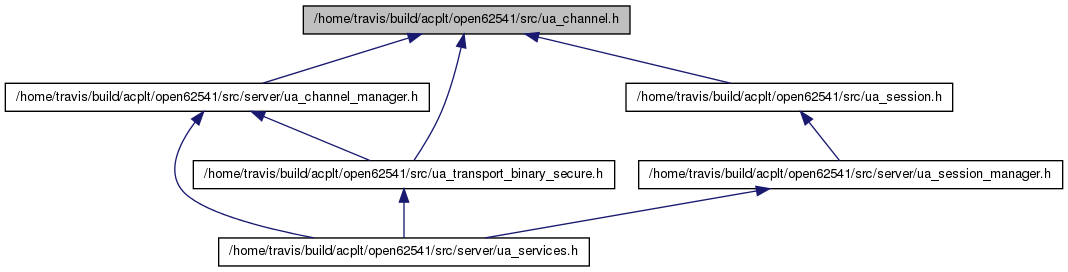 /home/travis/build/acplt/open62541/src/ua_channel.h
/home/travis/build/acplt/open62541/src/server/ua_channel_manager.h
/home/travis/build/acplt/open62541/src/ua_session.h
/home/travis/build/acplt/open62541/src/ua_transport_binary_secure.h
/home/travis/build/acplt/open62541/src/server/ua_session_manager.h
/home/travis/build/acplt/open62541/src/server/ua_services.h